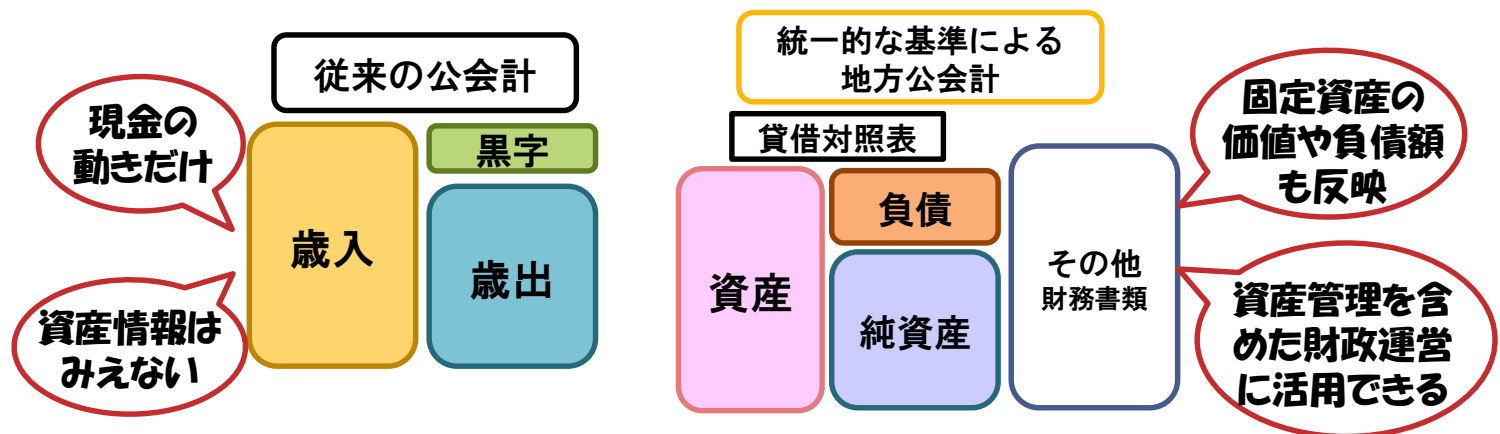 従来の公会計
現金の
動きだけ
黒字
歳入
歳出
資産情報は
みえない
統一的な基準による
地方公会計
貸借対照表
資産
負債
純資産
その他
財務書類
固定資産の
価値や負債額
も反映
資産管理を含
めた財政運営
に活用できる